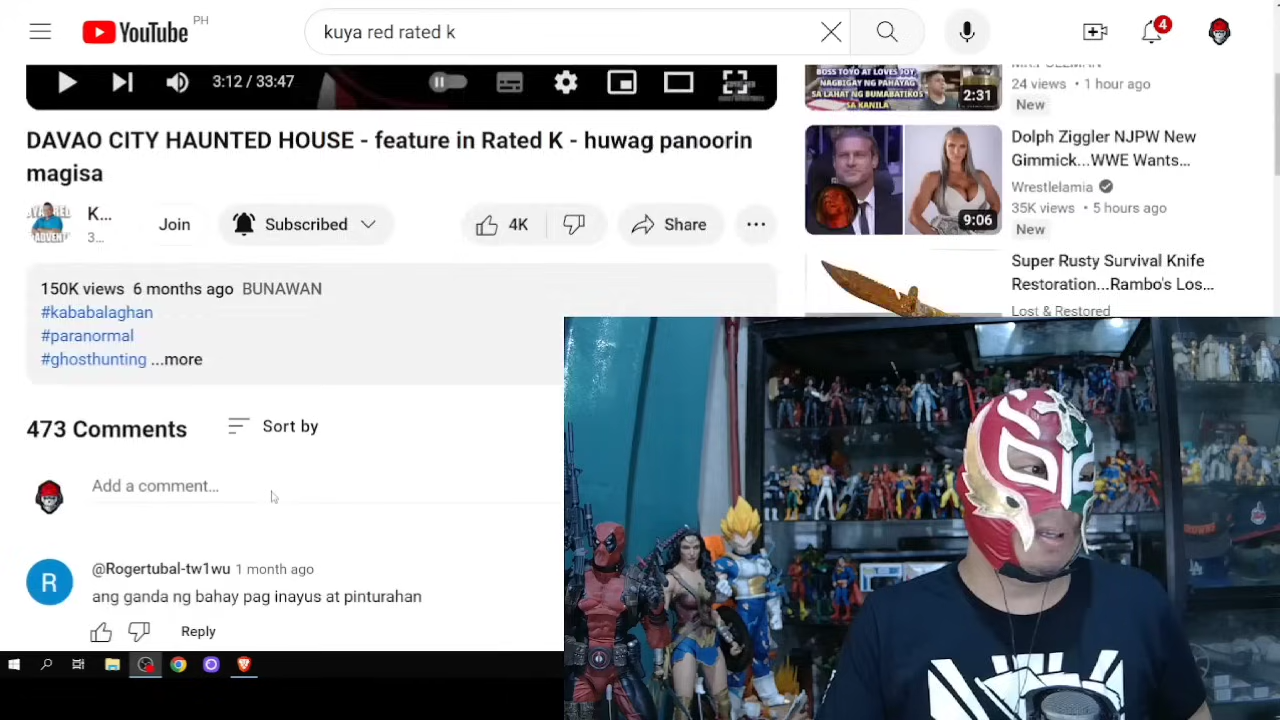 YouTube PH
kuya red rated k
4
3:12 / 33:47
DAVAO CITY HAUNTED HOUSE - feature in Rated K - huwag panoorin
magisa
K...
3...
Join
Subscribed
4K
Share
150K views 6 months ago BUNAWAN
#kababalaghan
#paranormal
#ghosthunting ...more
473 Comments
Sort by
Add a comment...
R
@Rogertubal-tw1wu 1 month ago
ang ganda ng bahay pag inayus at pinturahan
Reply
BOSS TOYO AT LOVES JOY,
NAGBIGAY NG PAHAYAG
SA LAHAT NG BUMABATIKOS
SA KANILA
2:31
24 views • 1 hour ago
New
9:06
Dolph Ziggler NJPW New
Gimmick...WWE Wants...
Wrestlelamia
35K views • 5 hours ago
New
Super Rusty Survival Knife
Restoration...Rambo's Los...
Lost & Restored